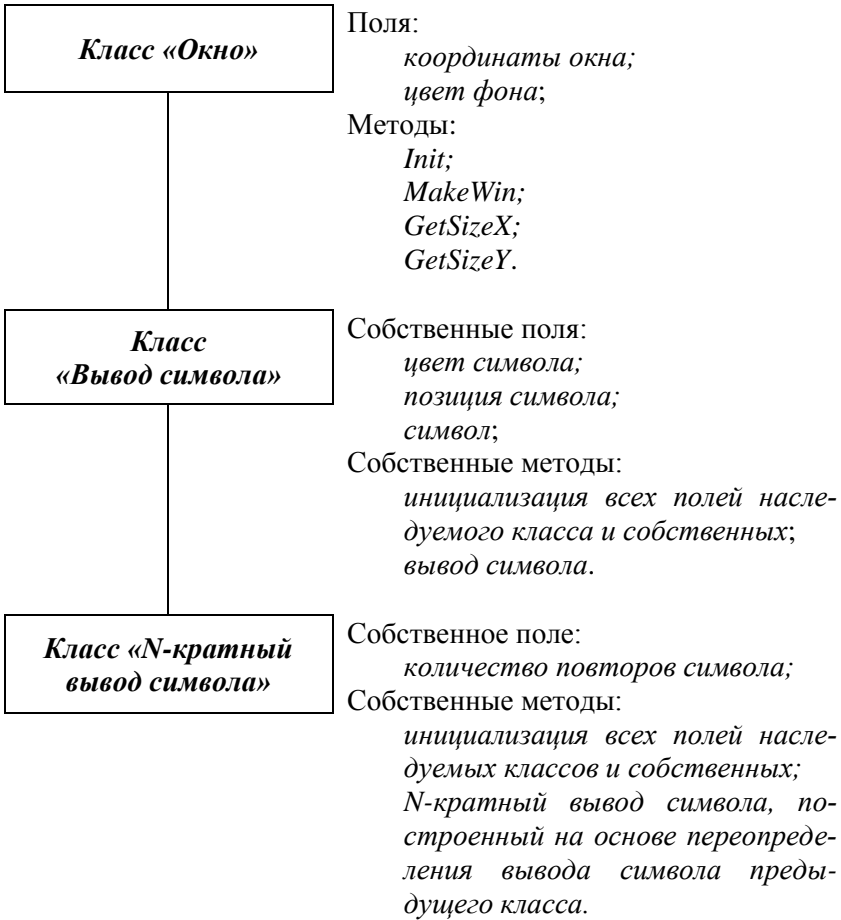 Класс «Окно»
Поля:
координаты окна;
цвет фона;
Методы:
Init;
MakeWin;
GetSizeX;
GetSizeY.
Класс
«Вывод символа»
Собственные поля:
цвет символа;
позиция символа;
символ;
Собственные методы:
инициализация всех полей насле-
дуемого класса и собственных;
вывод символа.
Класс «N-кратный
вывод символа»
Собственное поле:
количество повторов символа;
Собственные методы:
инициализация всех полей насле-
дуемых классов и собственных;
N-кратный вывод символа, по-
строенный на основе переопреде-
ления вывода символа преды-
дущего класса.